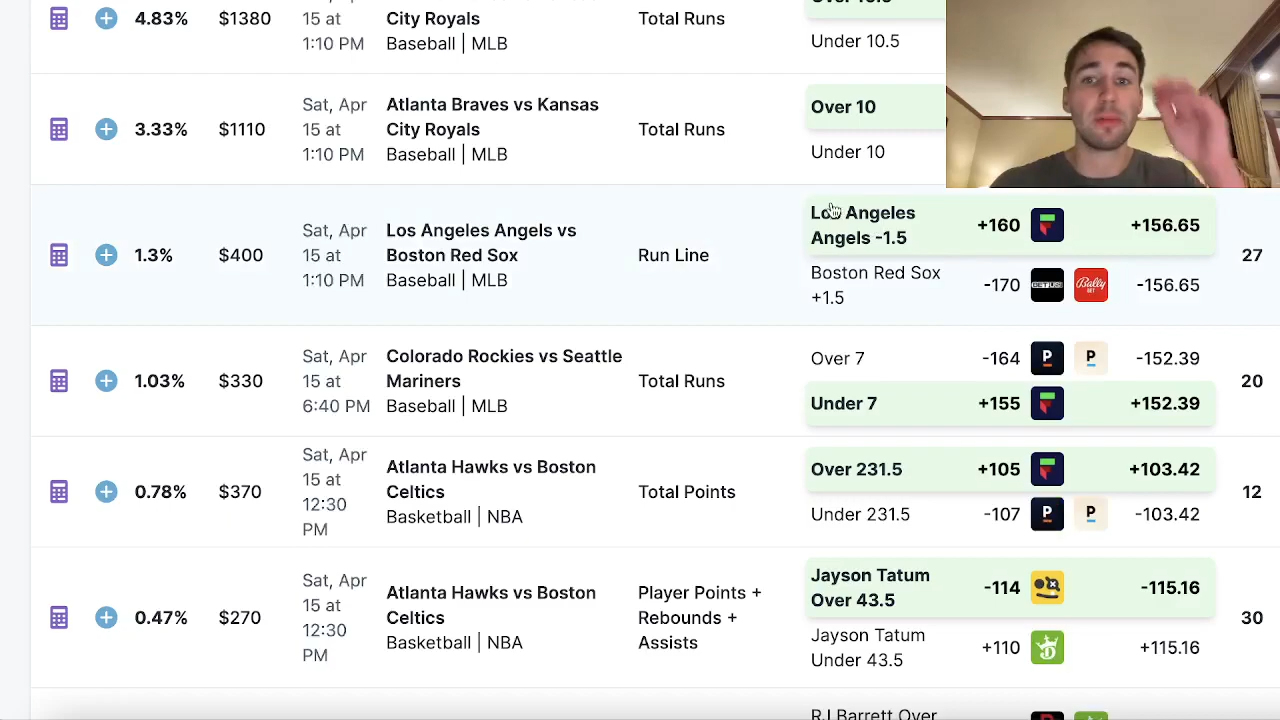 4.83%
$1380
15 at
1:10 PM
City Royals
Baseball | MLB
Total Runs
Under 10.5
3.33%
$1110
Sat, Apr
15 at
1:10 PM
Atlanta Braves vs Kansas
City Royals
Baseball | MLB
Total Runs
Over 10
Under 10
1.3%
$400
Sat, Apr
15 at
1:10 PM
Los Angeles Angels vs
Boston Red Sox
Baseball | MLB
Run Line
Los Angeles
Angels -1.5
+160
+156.65
Boston Red Sox
+1.5
-170
BETUS
Bally
BET
-156.65
27
1.03%
$330
Sat, Apr
15 at
6:40 PM
Colorado Rockies vs Seattle
Mariners
Baseball | MLB
Total Runs
Over 7
-164
P
P
-152.39
Under 7
+155
+152.39
20
0.78%
$370
Sat, Apr
15 at
12:30
PM
Atlanta Hawks vs Boston
Celtics
Basketball | NBA
Total Points
Over 231.5
+105
+103.42
Under 231.5
-107
P
P
-103.42
12
0.47%
$270
Sat, Apr
15 at
12:30
PM
Atlanta Hawks vs Boston
Celtics
Basketball | NBA
Player Points +
Rebounds +
Assists
Jayson Tatum
Over 43.5
-114
-115.16
Jayson Tatum
Under 43.5
+110
+115.16
30
RJ Barrett Over